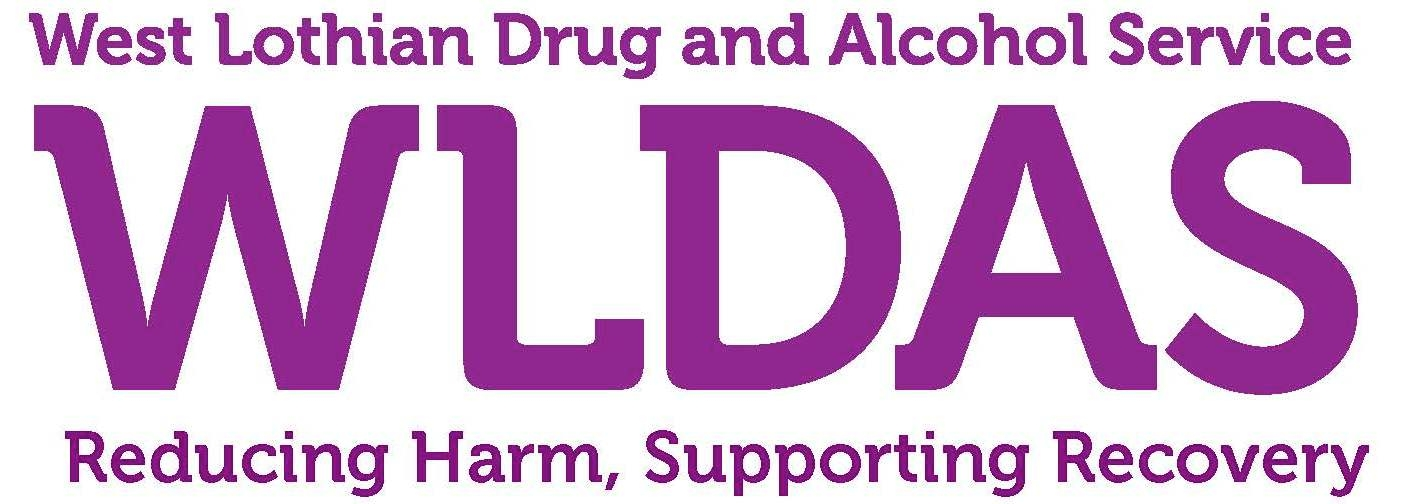 West Lothian Drug and Alcohol Service
WLDAS
Reducing Harm, Supporting Recovery